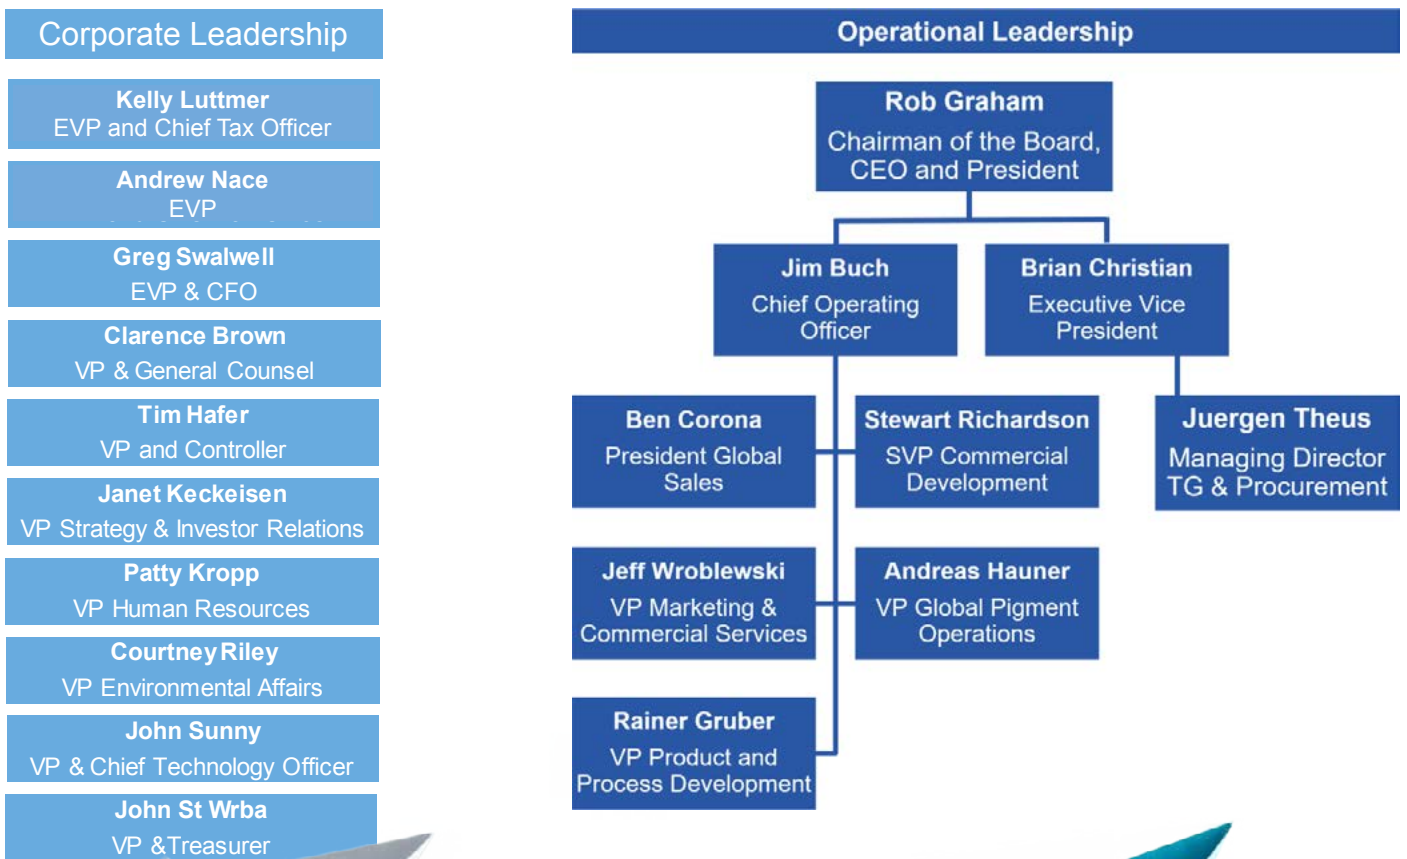 Corporate Leadership
Kelly Luttmer
EVP and Chief Tax Officer
Andrew Nace
EVP
Greg Swalwell
EVP & CFO
Clarence Brown
VP & General Counsel
Tim Hafer
VP and Controller
Janet Keckeisen
VP Strategy & Investor Relations
Patty Kropp
VP Human Resources
Courtney Riley
VP Environmental Affairs
John Sunny
VP & Chief Technology Officer
John St Wrba
VP &Treasurer
Operational Leadership
Rob Graham
Chairman of the Board,
CEO and President
Jim Buch
Chief Operating
Officer
Brian Christian
Executive Vice
President
Ben Corona
President Global
Sales
Stewart Richardson
SVP Commercial
Development
Juergen Theus
Managing Director
TG & Procurement
Jeff Wroblewski
VP Marketing &
Commercial Services
Andreas Hauner
VP Global Pigment
Operations
Rainer Gruber
VP Product and
Process Development